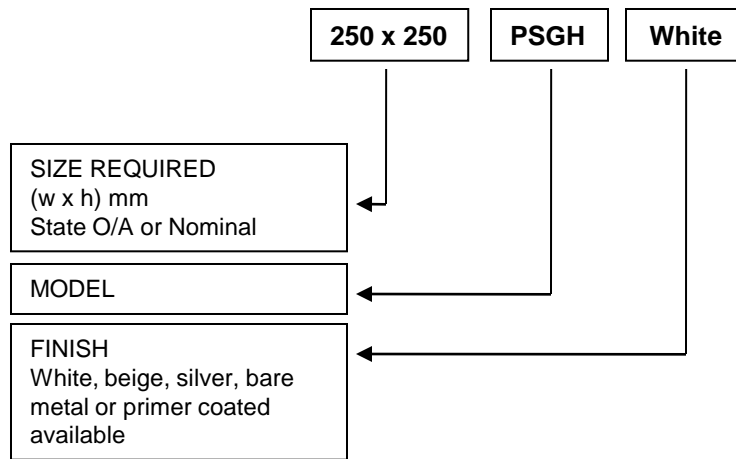 250 x 250 PSGH White
SIZE REQUIRED
(w x h) mm
State O/A or Nominal
MODEL
FINISH
White, beige, silver, bare
metal or primer coated
available